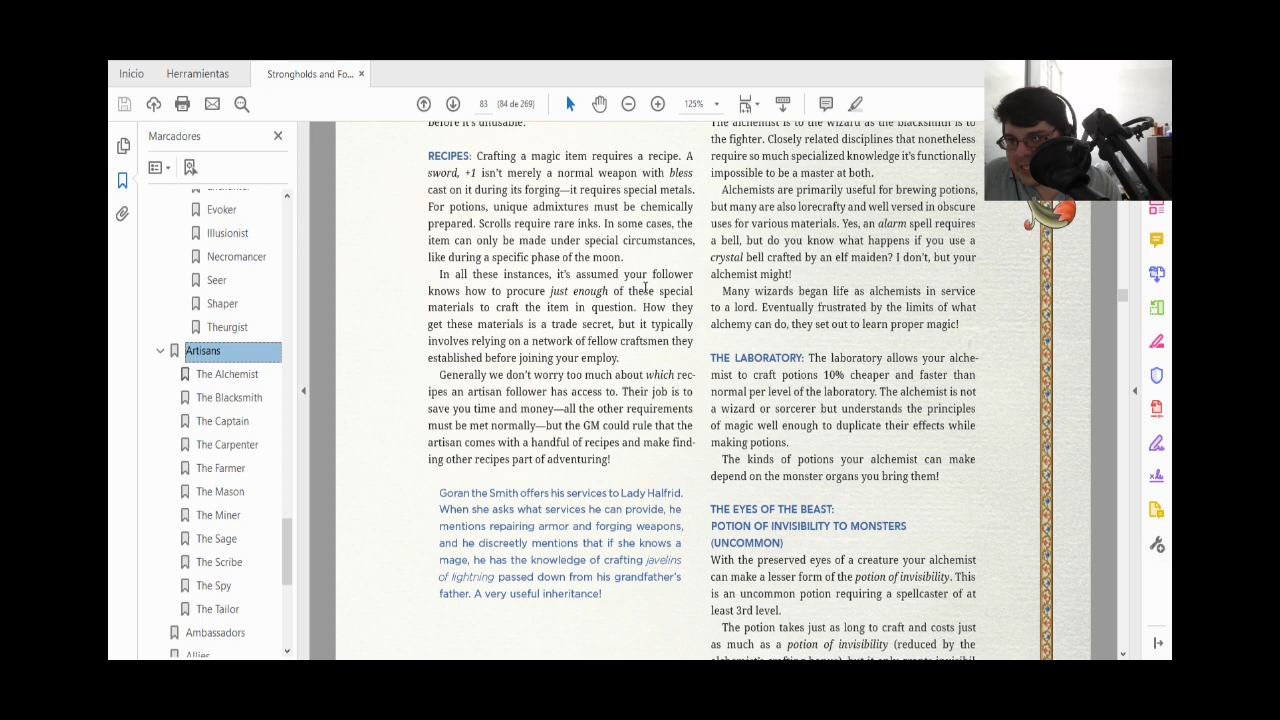 Inicio
Herramientas
Strongholds and Fo... ×
83 (84 de 269)
125%
Marcadores
Enchanter
Evoker
Illusionist
Necromancer
Seer
Shaper
Theurgist
Artisans
The Alchemist
The Blacksmith
The Captain
The Carpenter
The Farmer
The Mason
The Miner
The Sage
The Scribe
The Spy
The Tailor
Ambassadors
Allies
before it's unusable.
RECIPES: Crafting a magic item requires a recipe. A
sword, +1 isn't merely a normal weapon with bless
cast on it during its forging—it requires special metals.
For potions, unique admixtures must be chemically
prepared. Scrolls require rare inks. In some cases, the
item can only be made under special circumstances,
like during a specific phase of the moon.
In all these instances, it's assumed your follower
knows how to procure just enough of these special
materials to craft the item in question. How they
get these materials is a trade secret, but it typically
involves relying on a network of fellow craftsmen they
established before joining your employ.
Generally we don't worry too much about which rec-
ipes an artisan follower has access to. Their job is to
save you time and money—all the other requirements
must be met normally—but the GM could rule that the
artisan comes with a handful of recipes and make find-
ing other recipes part of adventuring!
Goran the Smith offers his services to Lady Halfrid.
When she asks what services he can provide, he
mentions repairing armor and forging weapons,
and he discreetly mentions that if she knows a
mage, he has the knowledge of crafting javelins
of lightning passed down from his grandfather's
father. A very useful inheritance!
The alchemist is to the wizard as the blacksmith is to
the fighter. Closely related disciplines that nonetheless
require so much specialized knowledge it's functionally
impossible to be a master at both.
Alchemists are primarily useful for brewing potions,
but many are also lorecrafty and well versed in obscure
uses for various materials. Yes, an alarm spell requires
a bell, but do you know what happens if you use a
crystal bell crafted by an elf maiden? I don't, but your
alchemist might!
Many wizards began life as alchemists in service
to a lord. Eventually frustrated by the limits of what
alchemy can do, they set out to learn proper magic!
THE LABORATORY: The laboratory allows your alche-
mist to craft potions 10% cheaper and faster than
normal per level of the laboratory. The alchemist is not
a wizard or sorcerer but understands the principles
of magic well enough to duplicate their effects while
making potions.
The kinds of potions your alchemist can make
depend on the monster organs you bring them!
THE EYES OF THE BEAST:
POTION OF INVISIBILITY TO MONSTERS
(UNCOMMON)
With the preserved eyes of a creature your alchemist
can make a lesser form of the potion of invisibility. This
is an uncommon potion requiring a spellcaster of at
least 3rd level.
The potion takes just as long to craft and costs just
as much as a potion of invisibility (reduced by the
alchemist's crafting bonus), but it only grants invisibil-